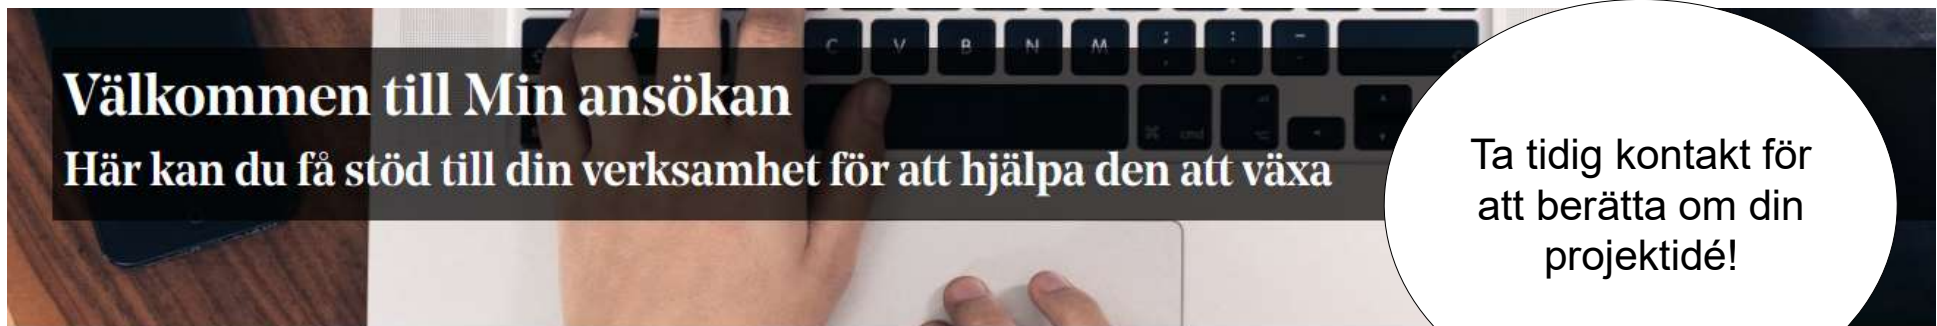 Välkommen till Min ansökan
Här kan du få stöd till din verksamhet för att hjälpa den att växa
Ta tidig kontakt för
att berätta om din
projektidé!
C V B N M ; : -
cmd